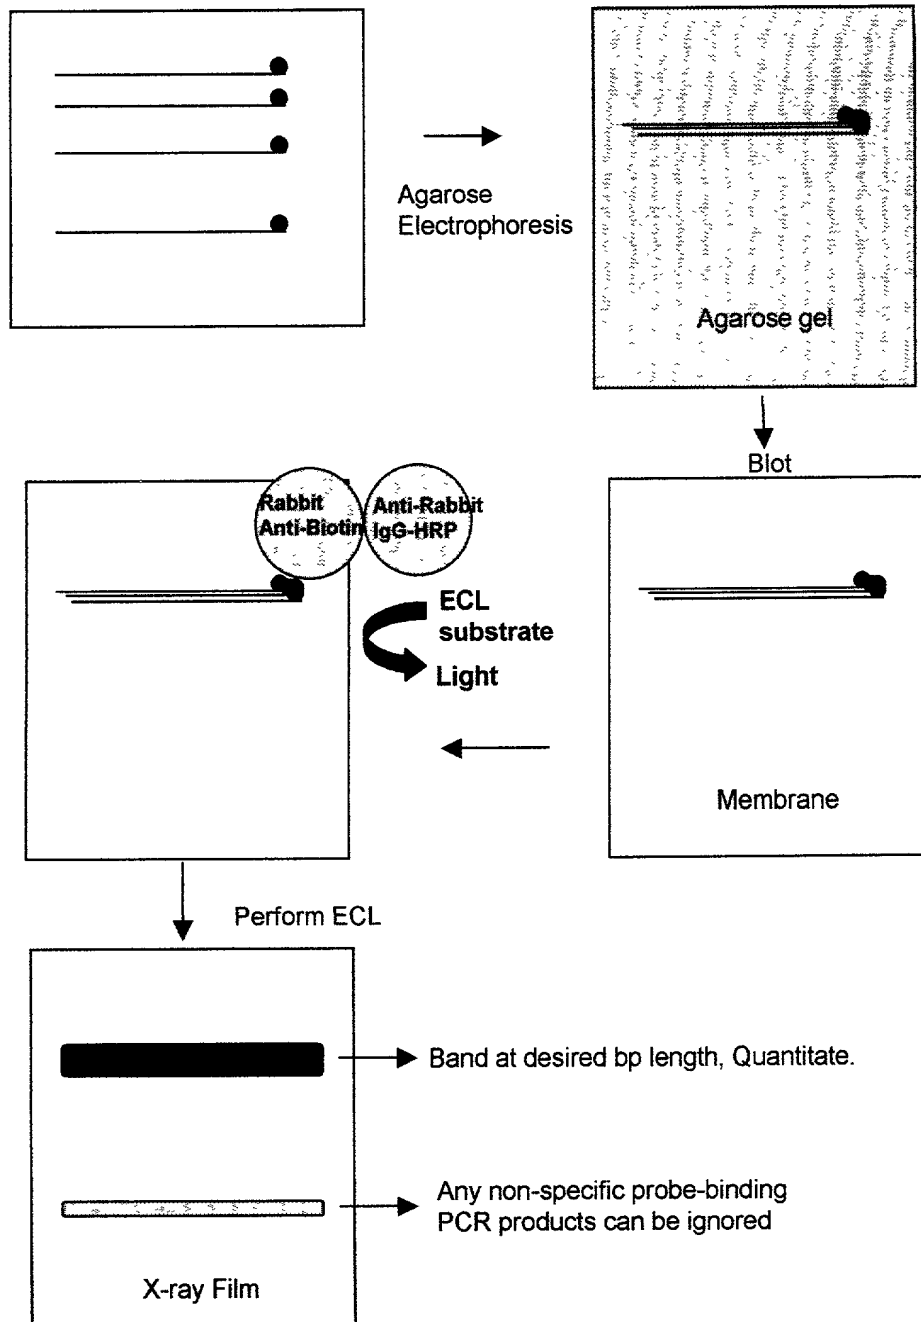 Agarose
Electrophoresis
Agarose gel
Blot
Rabbit
Anti-Biotin
Anti-Rabbit
IgG-HRP
ECL
substrate
Light
Membrane
Perform ECL
Band at desired bp length, Quantitate.
Any non-specific probe-binding
PCR products can be ignored
X-ray Film